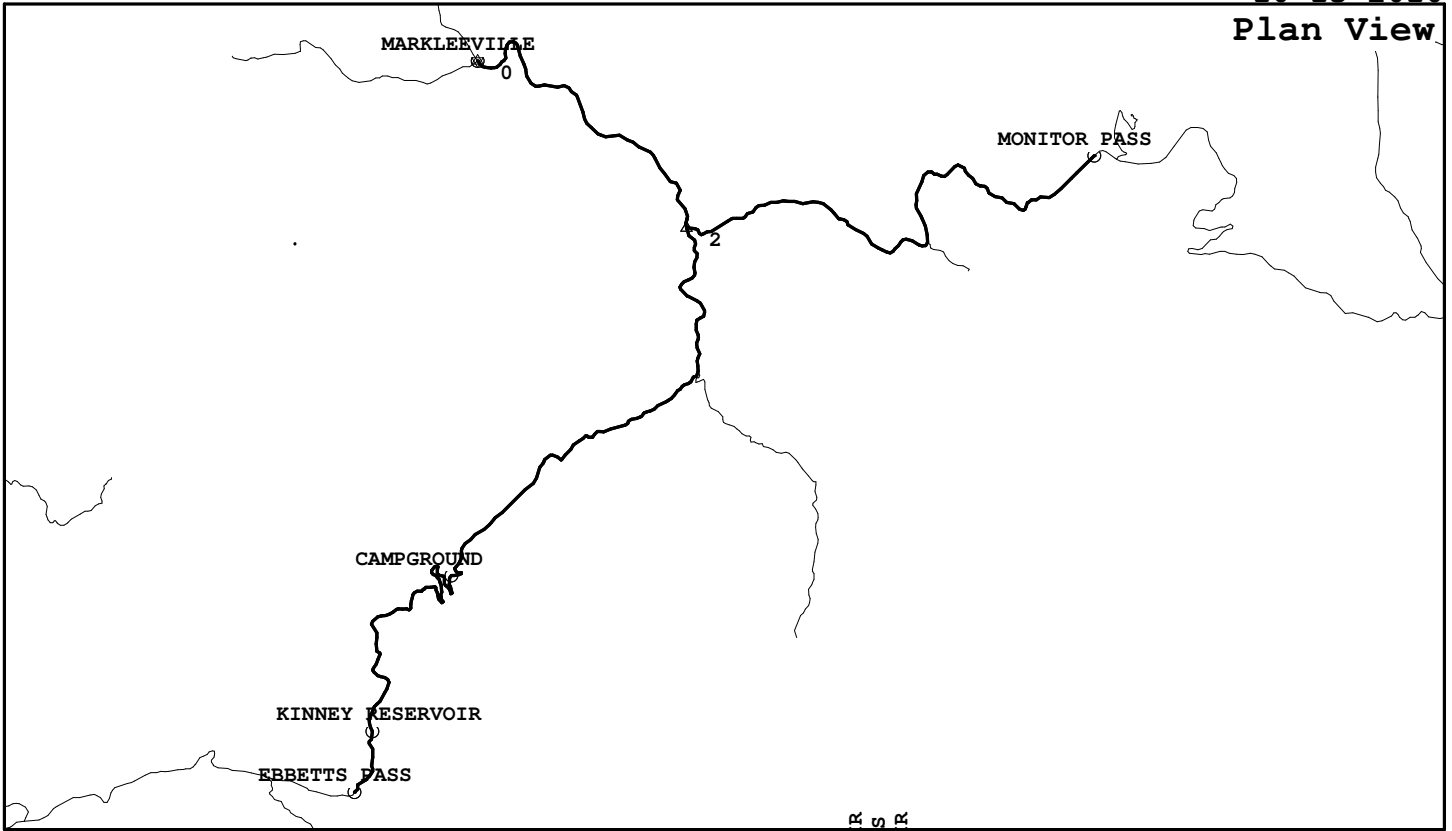 Plan View
MARKLEEVILLE
0
MONITOR PASS
2
CAMPGROUND
KINNEY RESERVOIR
EBBETTS PASS
R
S
R